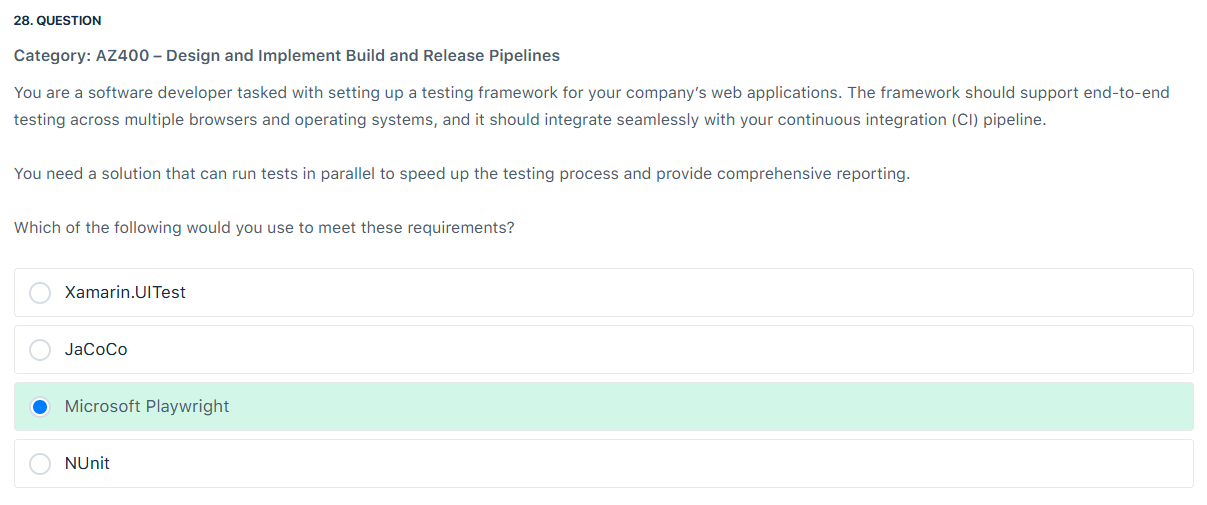 28. QUESTION
Category: AZ400 – Design and Implement Build and Release Pipelines
You are a software developer tasked with setting up a testing framework for your company’s web applications. The framework should support end-to-end
testing across multiple browsers and operating systems, and it should integrate seamlessly with your continuous integration (CI) pipeline.
You need a solution that can run tests in parallel to speed up the testing process and provide comprehensive reporting.
Which of the following would you use to meet these requirements?
Xamarin.UITest
JaCoCo
Microsoft Playwright
NUnit